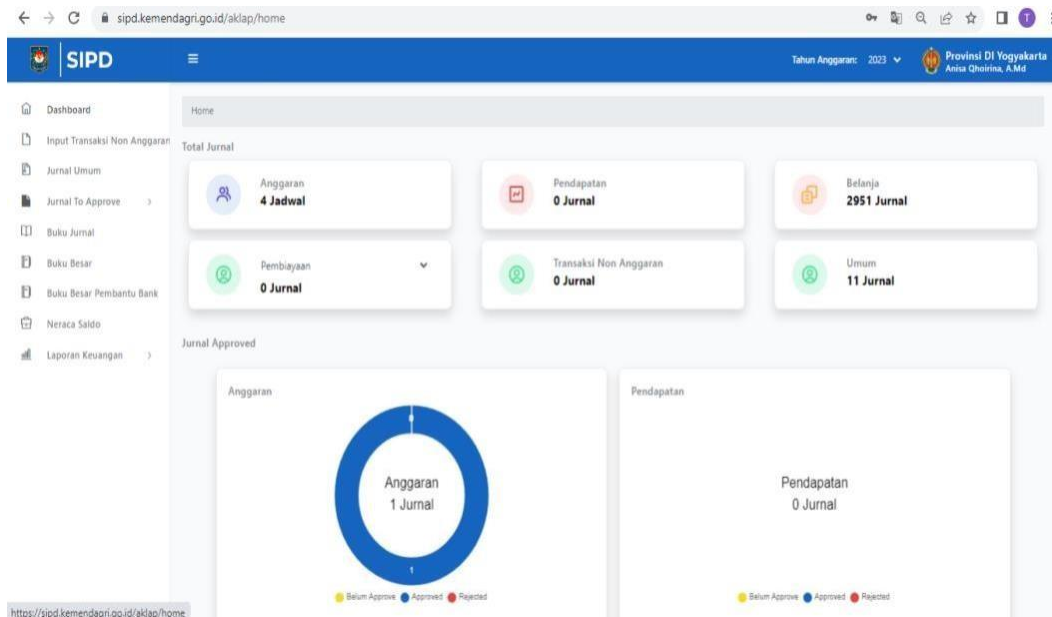 sipd.kemendagri.go.id/aklap/home
T
SIPD
Tahun Anggaran: 2023
Provinsi DI Yogyakarta
Anisa Qhoirina, A.Md
Dashboard
Input Transaksi Non Anggaran
Jurnal Umum
Jurnal To Approve
Buku Jurnal
Buku Besar
Buku Besar Pembantu Bank
Neraca Saldo
Laporan Keuangan
Home
Total Jurnal
Anggaran
4 Jadwal
Pendapatan
0 Jurnal
Belanja
2951 Jurnal
Pembiayaan
0 Jurnal
Transaksi Non Anggaran
0 Jurnal
Umum
11 Jurnal
Jurnal Approved
Anggaran
Anggaran
1 Jurnal
1
Belum Approve Approved Rejected
Pendapatan
Pendapatan
0 Jurnal
Belum Approve Approved Rejected
https://sipd.kemendagri.go.id/aklap/home